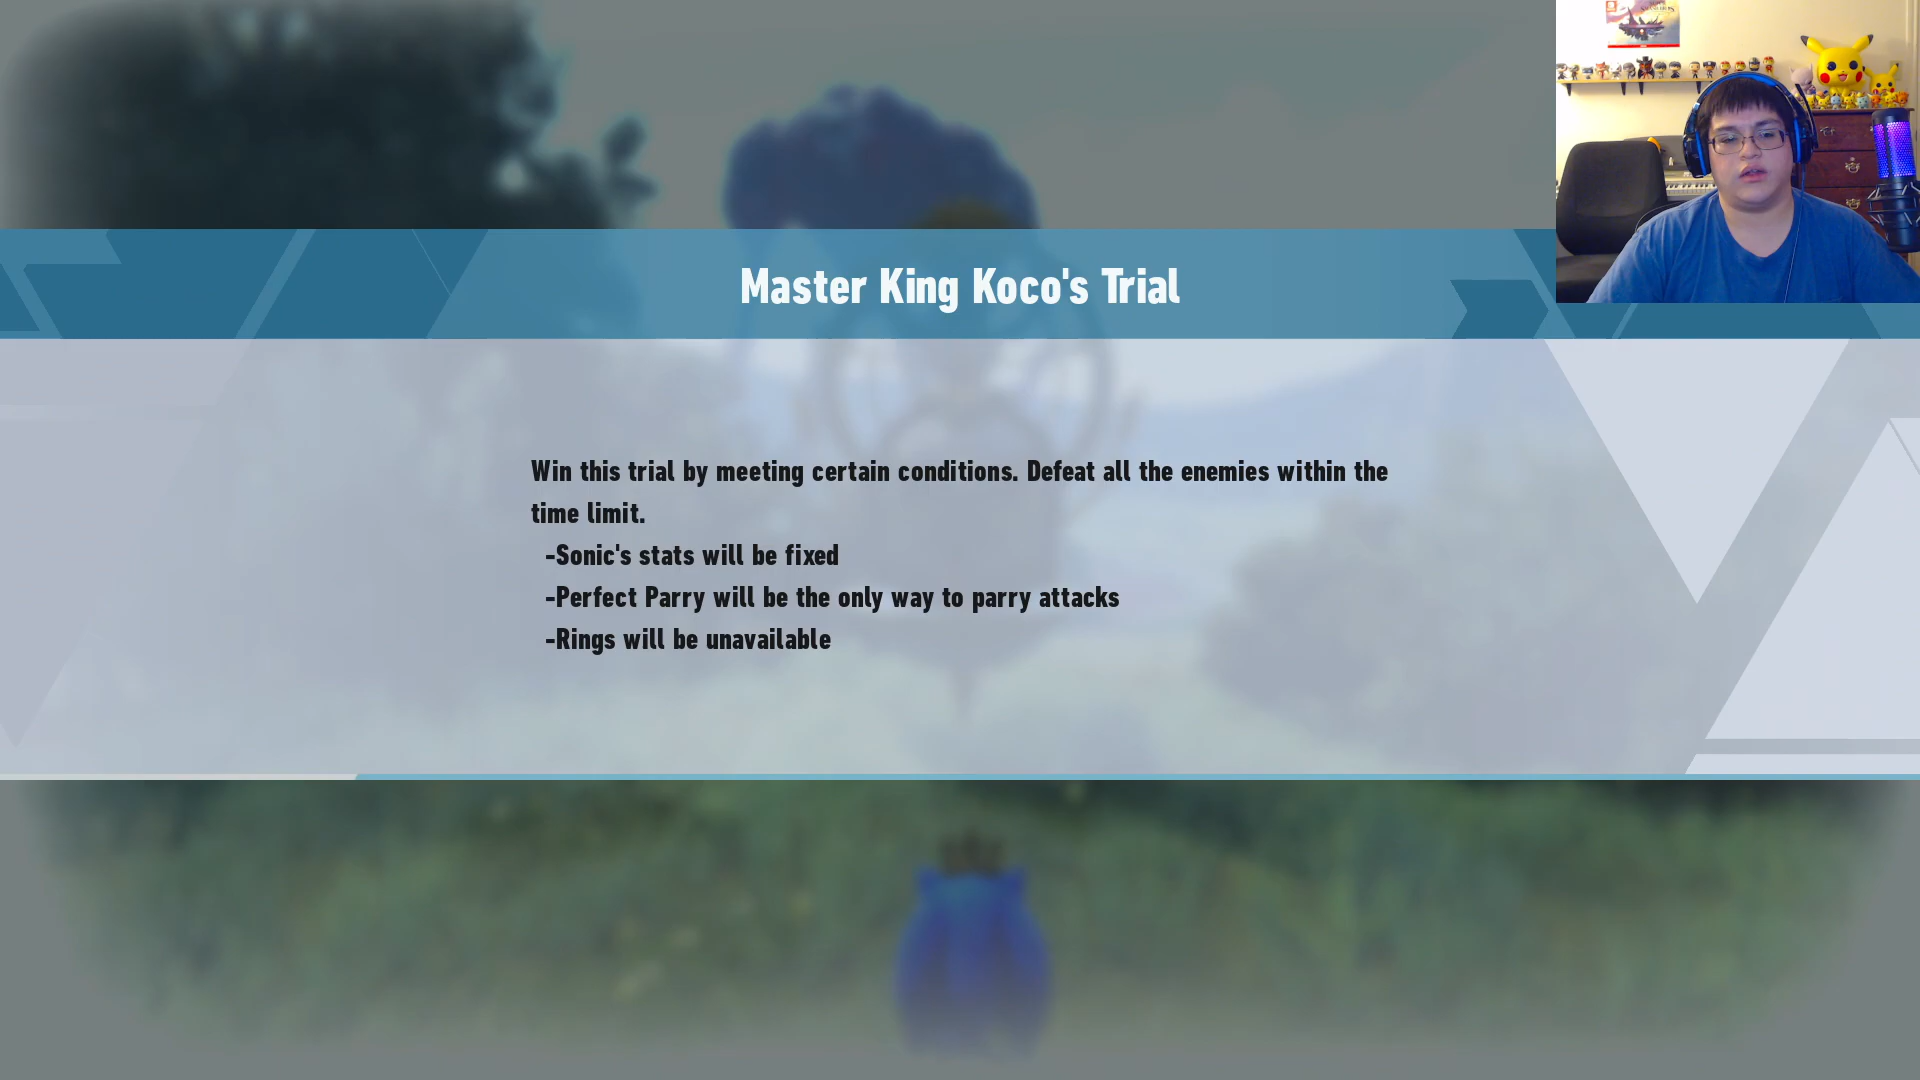 Master King Koco's Trial
Win this trial by meeting certain conditions. Defeat all the enemies within the
time limit.
-Sonic's stats will be fixed
-Perfect Parry will be the only way to parry attacks
-Rings will be unavailable